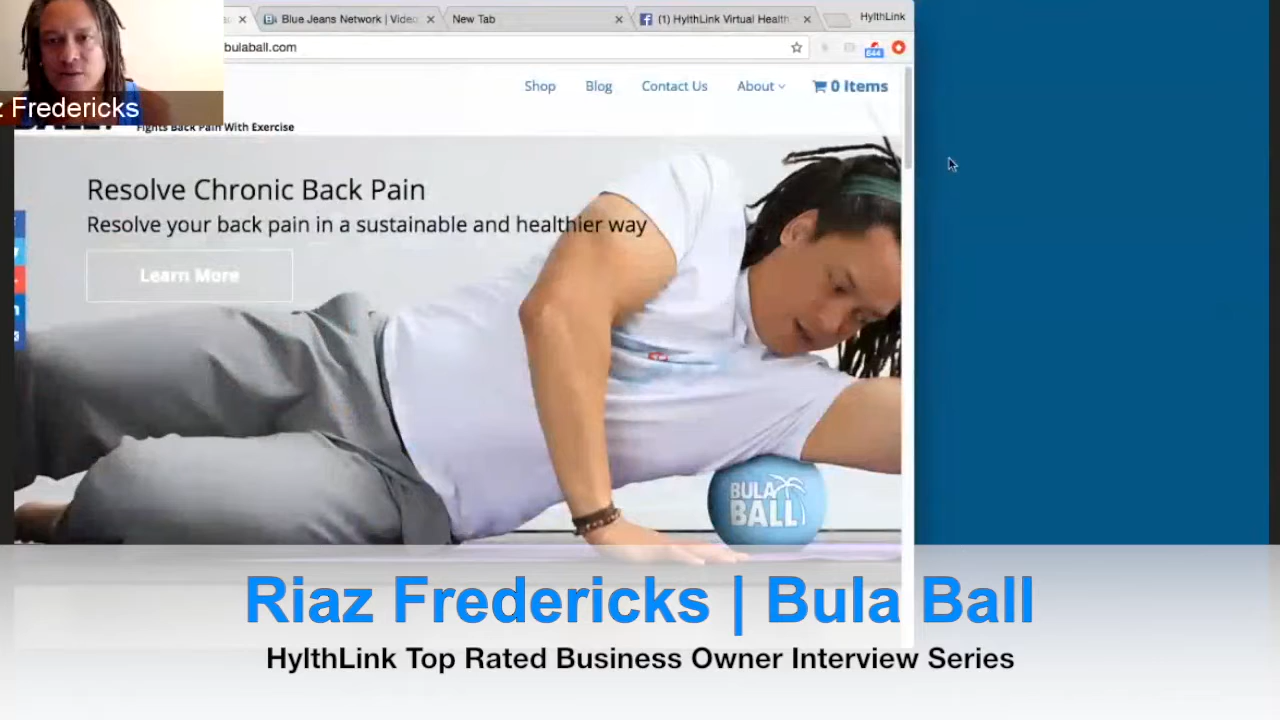 Blue Jeans Network | Video
New Tab
(1) HylthLink Virtual Health
HylthLink
bulaball.com
644
Shop
Blog
Contact Us
About
0 Items
z Fredericks
Fights Back Pain With Exercise
Resolve Chronic Back Pain
Resolve your back pain in a sustainable and healthier way
Learn More
BULA
BALL
Riaz Fredericks | Bula Ball
HylthLink Top Rated Business Owner Interview Series